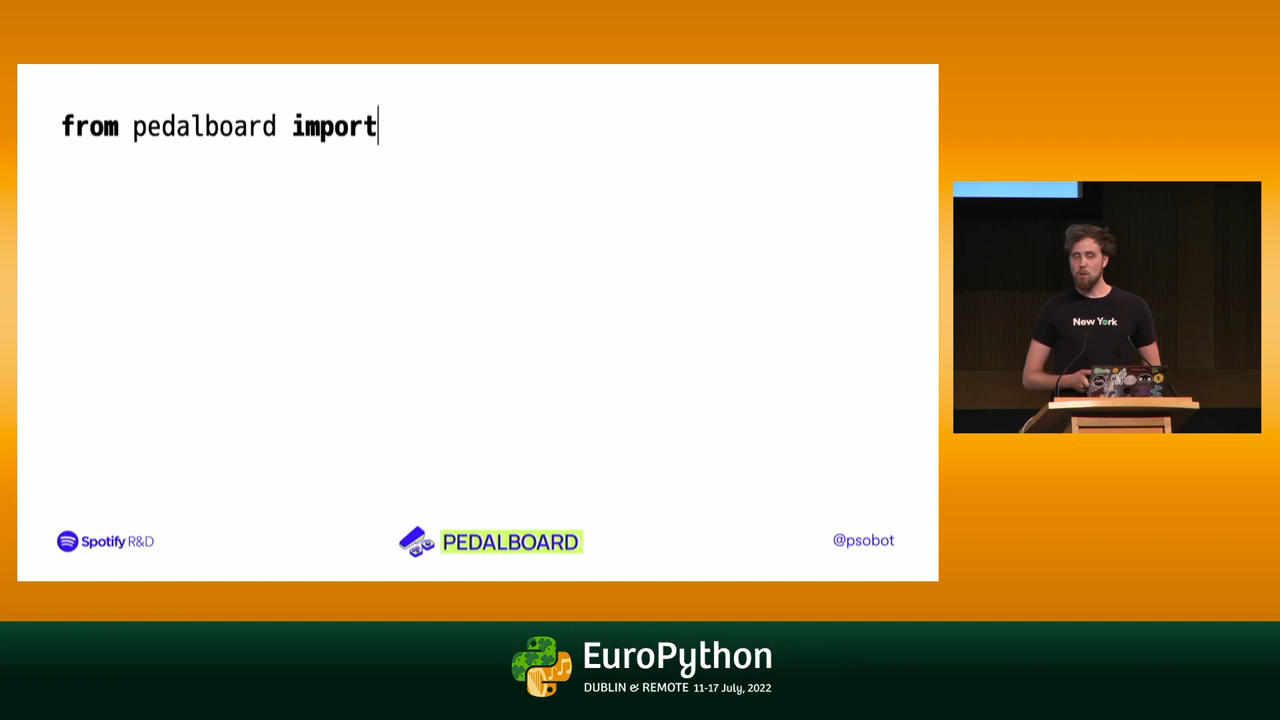 from pedalboard import
New York
Spotify R&D
PEDALBOARD
@psobot
EuroPython
DUBLIN & REMOTE 11-17 July, 2022